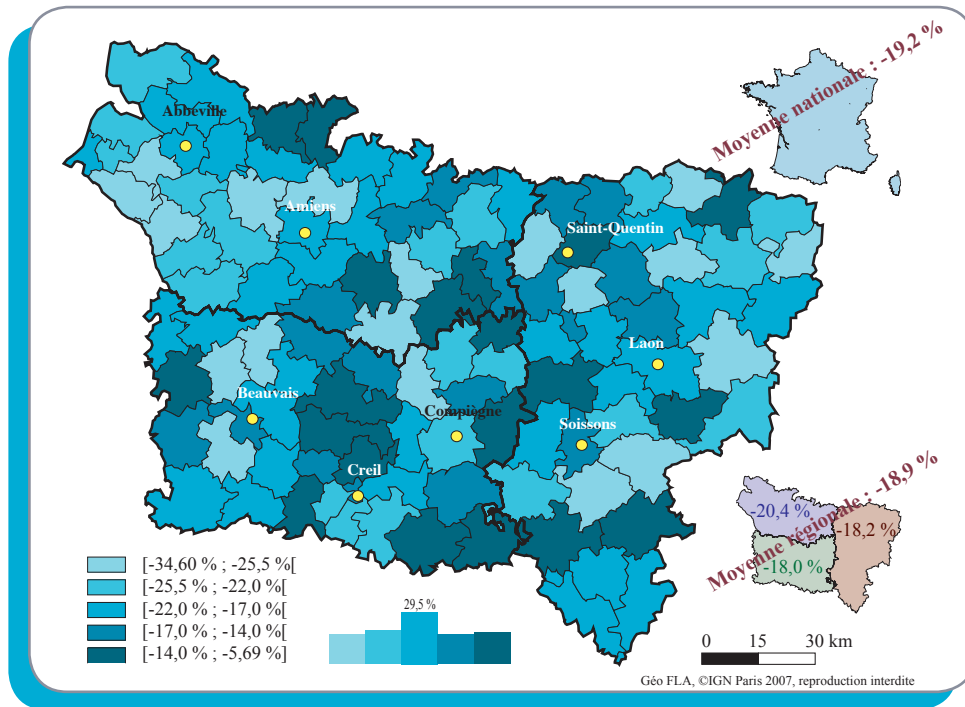 Moyenne nationale : -19,2 %
Abbeville
Amiens
Saint-Quentin
Laon
Beauvais
Compiègne
Soissons
Creil
Moyenne régionale : -18,9 %
-20,4 %
-18,2 %
-18,0 %
[-34,60 % ; -25,5 %[
[-25,5 % ; -22,0 %[
[-22,0 % ; -17,0 %[
[-17,0 % ; -14,0 %[
[-14,0 % ; -5,69 %]
29,5 %
0 15 30 km
Géo FLA, ©IGN Paris 2007, reproduction interdite